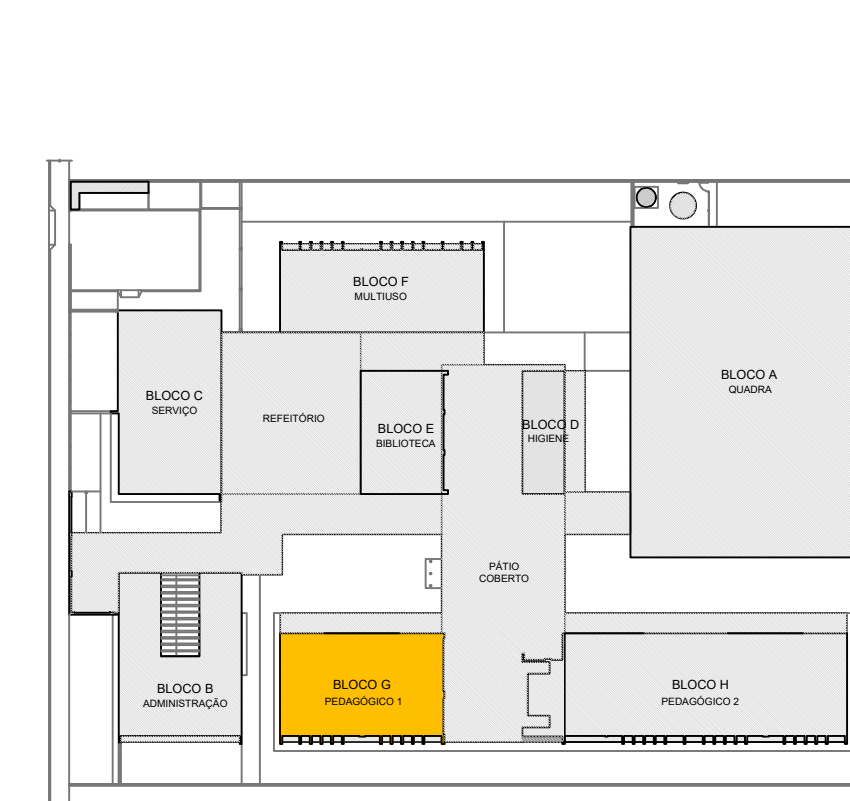 BLOCO F
MULTIUSO
BLOCO A
QUADRA
BLOCO C
SERVIÇO
REFEITÓRIO
BLOCO E
BIBLIOTECA
BLOCO D
HIGIENE
PÁTIO
COBERTO
BLOCO B
ADMINISTRAÇÃO
BLOCO G
PEDAGÓGICO 1
BLOCO H
PEDAGÓGICO 2